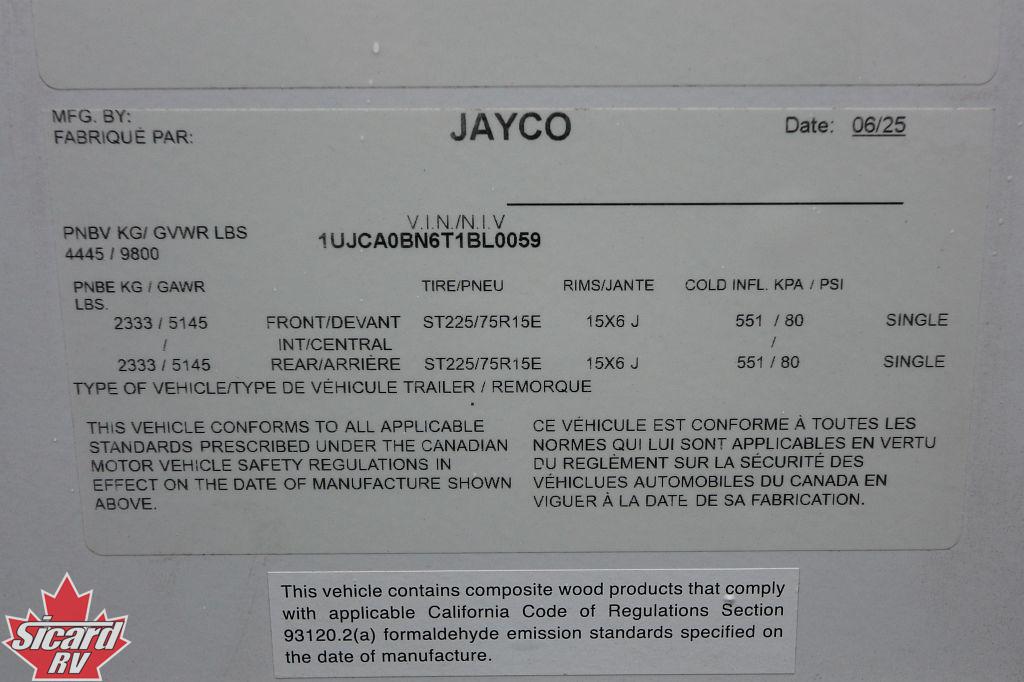 MFG. BY:
FABRIQUÉ PAR:
JAYCO
Date: 06/25
V.I.N./N.I.V
PNBV KG/ GVWR LBS
4445 / 9800
1UJCA0BN6T1BL0059
PNBE KG / GAWR LBS. TIRE/PNEU RIMS/JANTE COLD INFL. KPA / PSI
2333 / 5145 FRONT/DEVANT ST225/75R15E 15X6 J 551 / 80 SINGLE
/ INT/CENTRAL /
2333 / 5145 REAR/ARRIÈRE ST225/75R15E 15X6 J 551 / 80 SINGLE
TYPE OF VEHICLE/TYPE DE VÉHICULE TRAILER / REMORQUE
THIS VEHICLE CONFORMS TO ALL APPLICABLE
STANDARDS PRESCRIBED UNDER THE CANADIAN
MOTOR VEHICLE SAFETY REGULATIONS IN
EFFECT ON THE DATE OF MANUFACTURE SHOWN
ABOVE.
CE VÉHICULE EST CONFORME À TOUTES LES
NORMES QUI LUI SONT APPLICABLES EN VERTU
DU REGLEMENT SUR LA SÉCURITÉ DES
VÉHICLUES AUTOMOBILES DU CANADA EN
VIGUER À LA DATE DE SA FABRICATION.
This vehicle contains composite wood products that comply
with applicable California Code of Regulations Section
93120.2(a) formaldehyde emission standards specified on
the date of manufacture.
Sicard
RV